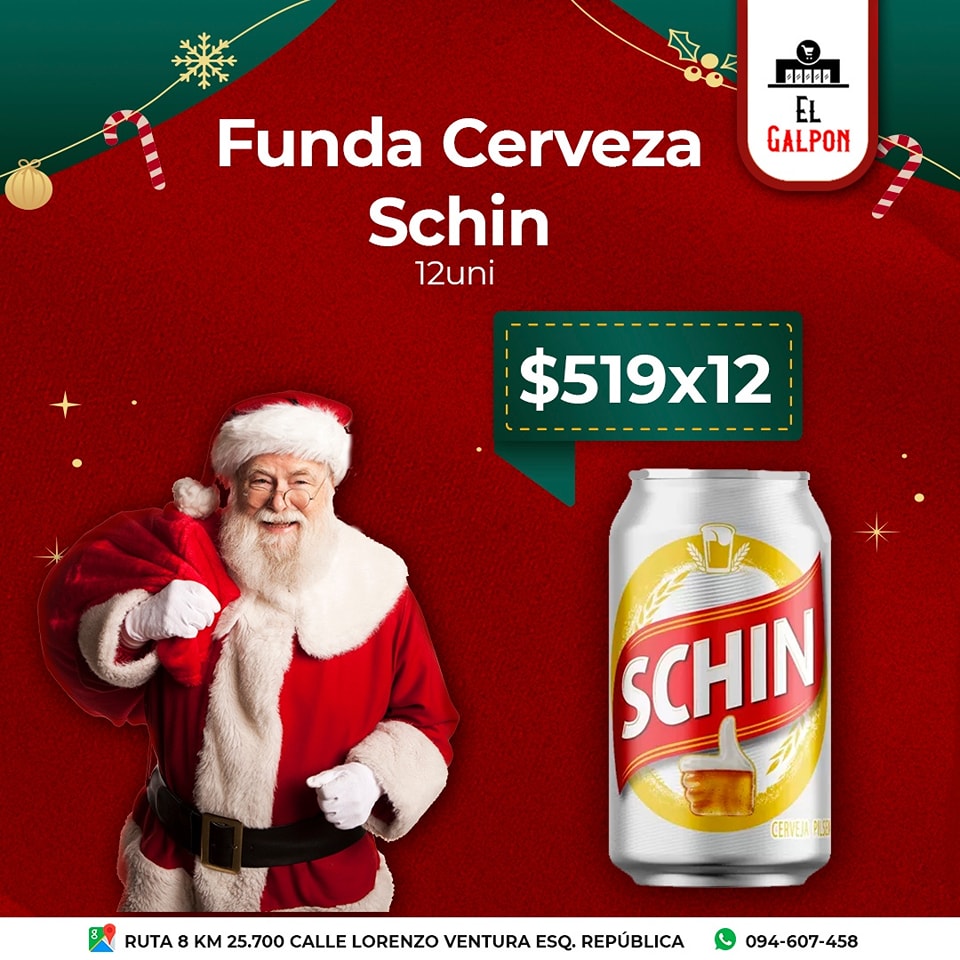 EL
GALPON
Funda Cerveza
Schin
12uni
$519x12
SCHIN
CERVEJA PILSEN
RUTA 8 KM 25.700 CALLE LORENZO VENTURA ESQ. REPÚBLICA 094-607-458